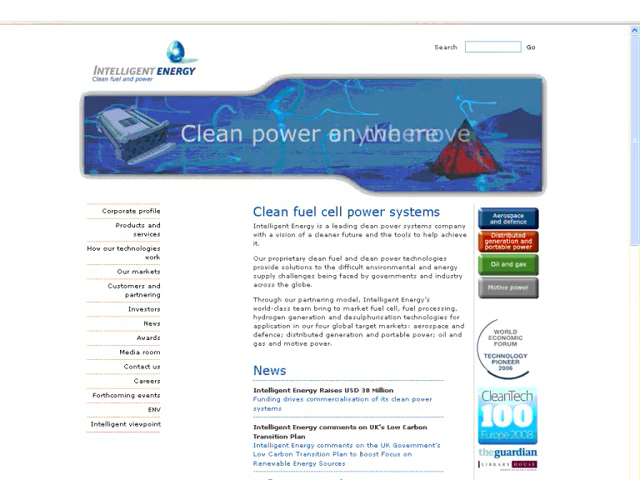 Search
Go
INTELLIGENT ENERGY
Clean fuel and power
Clean power
Corporate profile
Products and
services
How our technologies
work
Our markets
Customers and
partnering
Investors
News
Awards
Media room
Contact us
Careers
Forthcoming events
ENV
Intelligent viewpoint
Clean fuel cell power systems
Intelligent Energy is a leading clean power systems company
with a vision of a cleaner future and the tools to help achieve
it.
Our proprietary clean fuel and clean power technologies
provide solutions to the difficult environmental and energy
supply challenges being faced by governments and industry
across the globe.
Through our partnering model, Intelligent Energy's
world-class team bring to market fuel cell, fuel processing,
hydrogen generation and desulphurisation technologies for
application in our four global target markets: aerospace and
defence; distributed generation and portable power; oil and
gas and motive power.
News
Intelligent Energy Raises USD 30 Million
Funding drives commercialisation of its clean power
systems
Intelligent Energy comments on UK's Low Carbon
Transition Plan
Intelligent Energy comments on the UK Government's
Low Carbon Transition Plan to Boost Focus on
Renewable Energy Sources
Aerospace
and defence
Distributed
generation and
portable power
Oil and gas
Motive power
WORLD
ECONOMIC
FORUM
TECHNOLOGY
PIONEER
2006
CleanTech
100
Europe 2008
theguardian
LIBRARY HOUSE